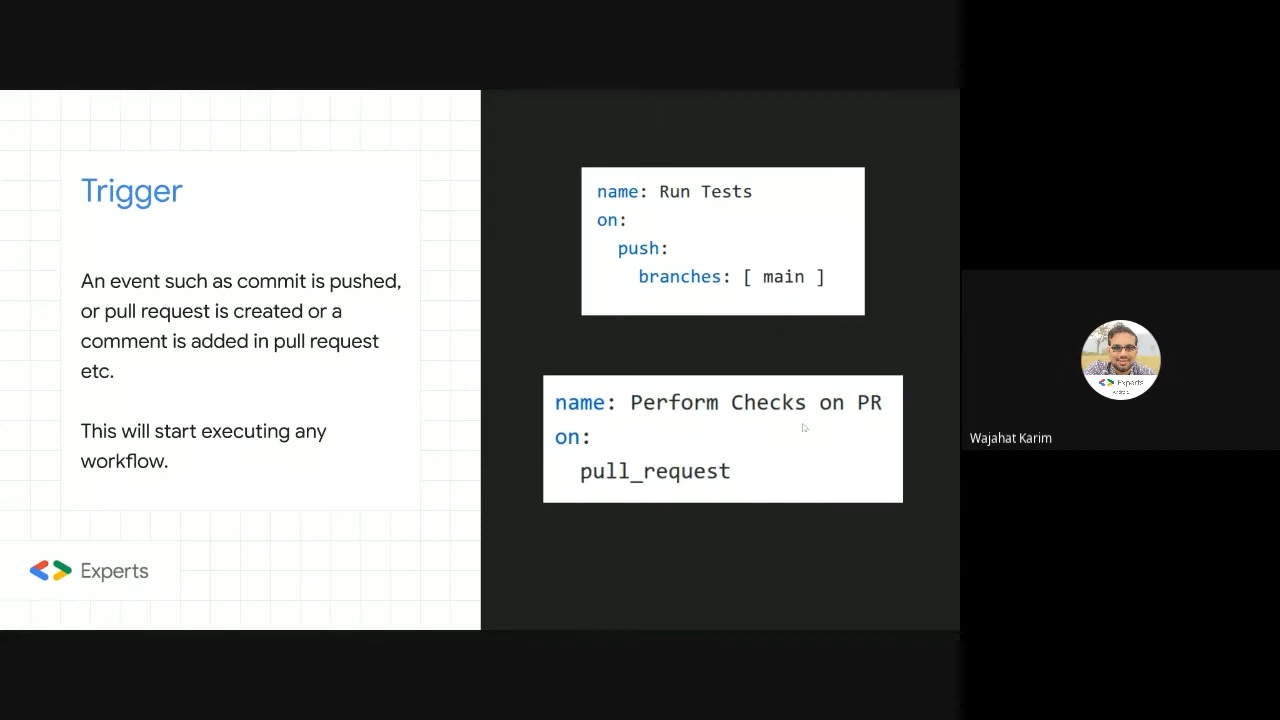 Trigger
An event such as commit is pushed,
or pull request is created or a
comment is added in pull request
etc.
This will start executing any
workflow.
Experts
name: Run Tests
on:
push:
branches: [ main ]
name: Perform Checks on PR
on:
pull_request
Experts
Android
Wajahat Karim